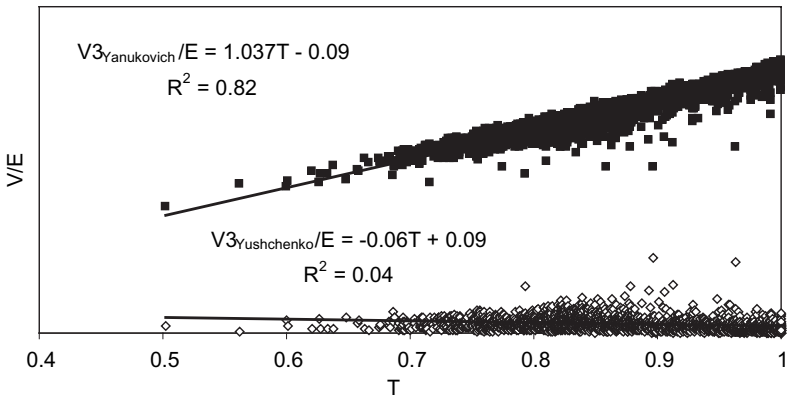 V3Yanukovich/E = 1.037T - 0.09
R2 = 0.82
V/E
V3Yushchenko/E = -0.06T + 0.09
R2 = 0.04
0.4 0.5 0.6 0.7 0.8 0.9 1
T